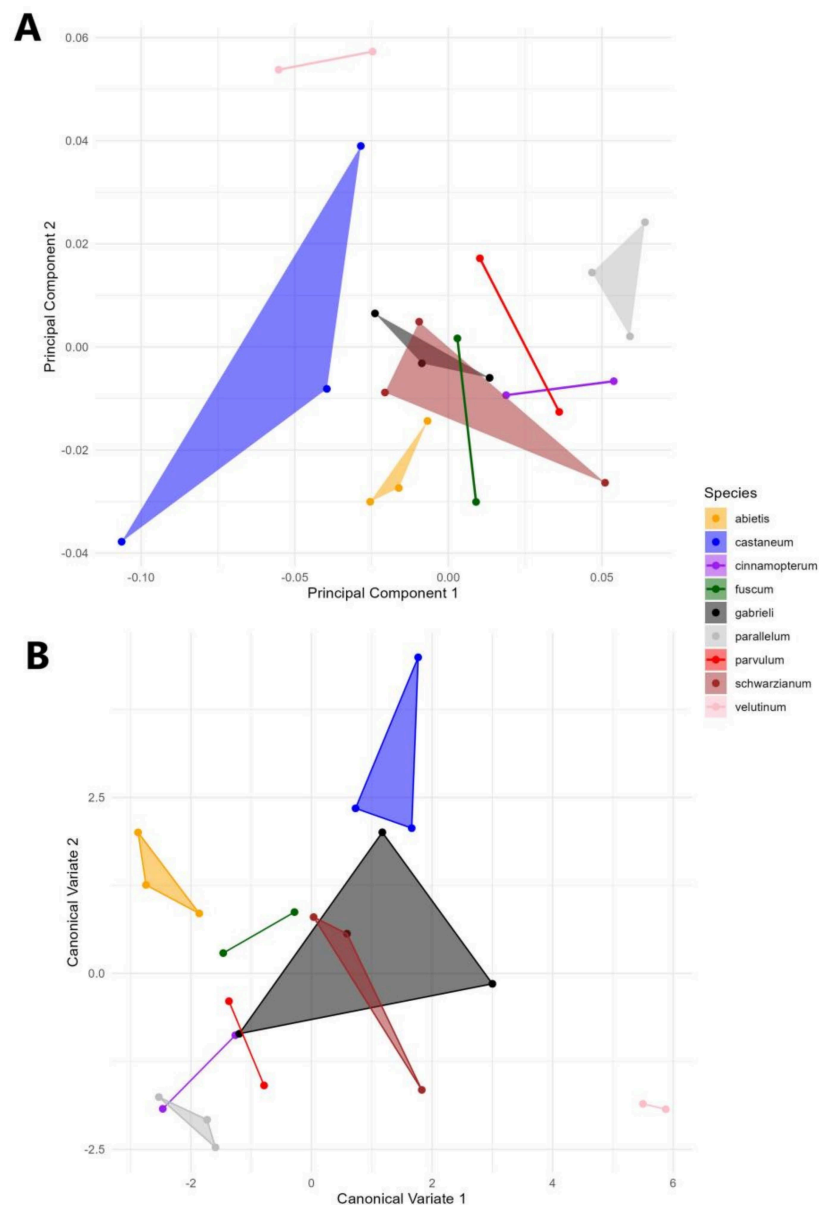 A
0.06
0.04
0.02
0.00
-0.02
-0.04
Principal Component 2
-0.10 -0.05 0.00 0.05
Principal Component 1
Species
abietis
castaneum
cinnamopterum
fuscum
gabrieli
parallelum
parvulum
schwarzianum
velutinum
B
2.5
0.0
-2.5
Canonical Variate 2
-2 0 2 4 6
Canonical Variate 1